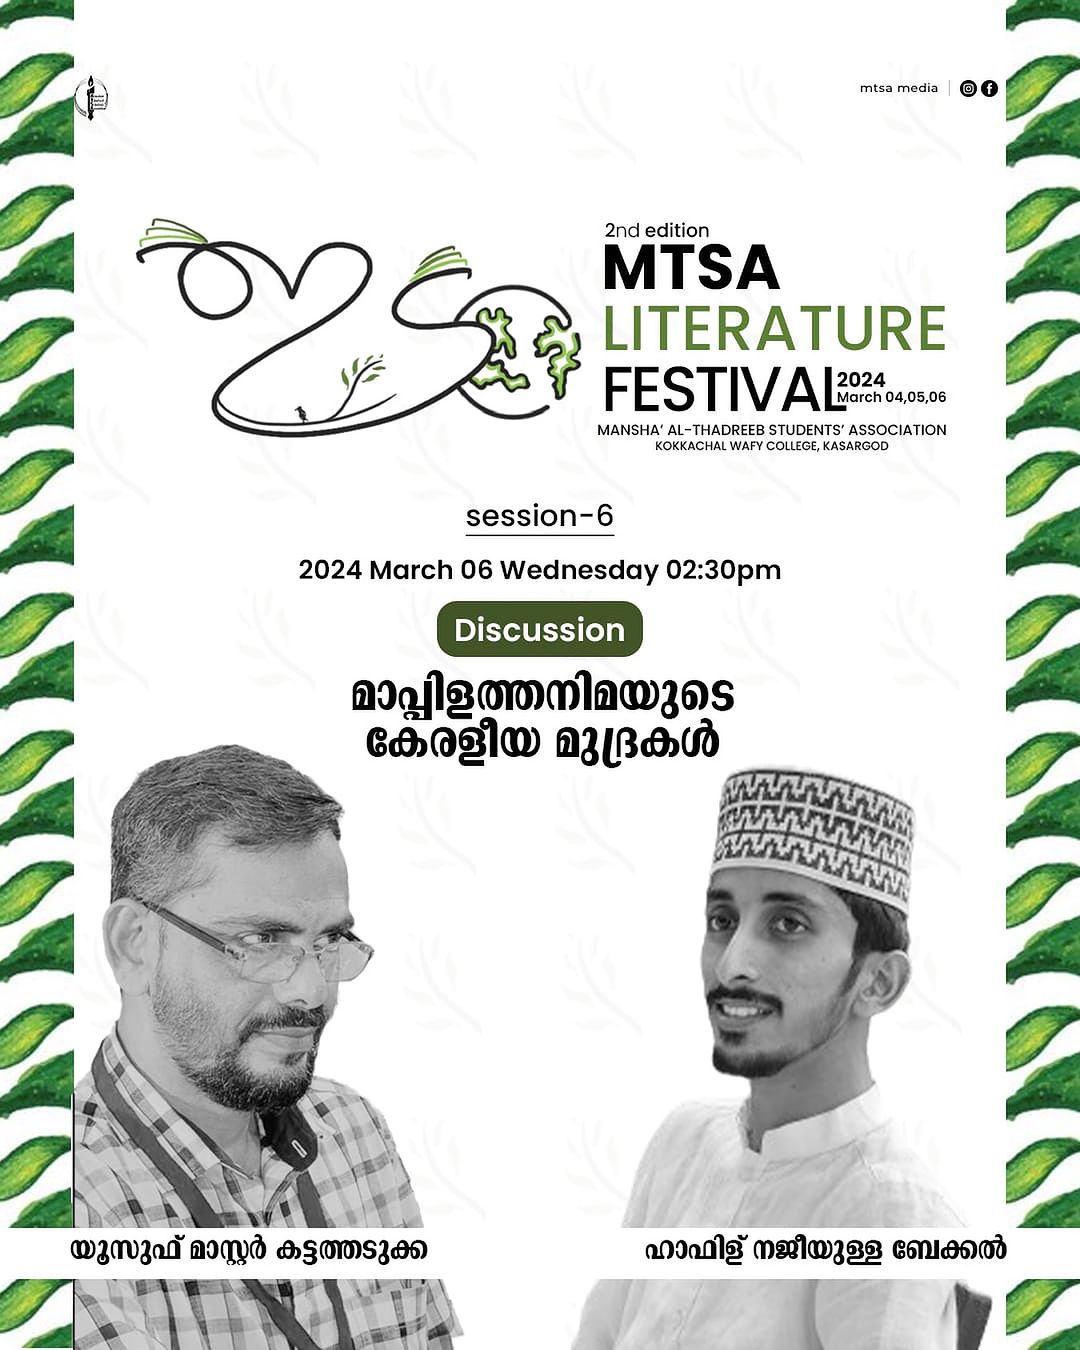 mtsa media
2nd edition
MTSA
LITERATURE
FESTIVAL 2024
March 04,05,06
MANSHA' AL-THADREEB STUDENTS' ASSOCIATION
KOKKACHAL WAFY COLLEGE, KASARGOD
session-6
2024 March 06 Wednesday 02:30pm
Discussion
മാപ്പിളത്തനിമയുടെ
കേരളീയ മുദ്രകൾ
യൂസുഫ് മാസ്റ്റർ കട്ടത്തടുക്ക
ഹാഫിള് നജീയുള്ള ബേക്കൽ